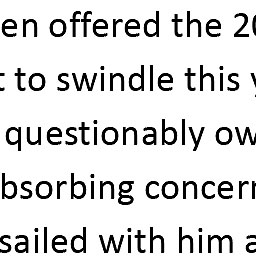 en offered the 20
t to swindle this y
questionably ow
bsorbing concern
sailed with him a